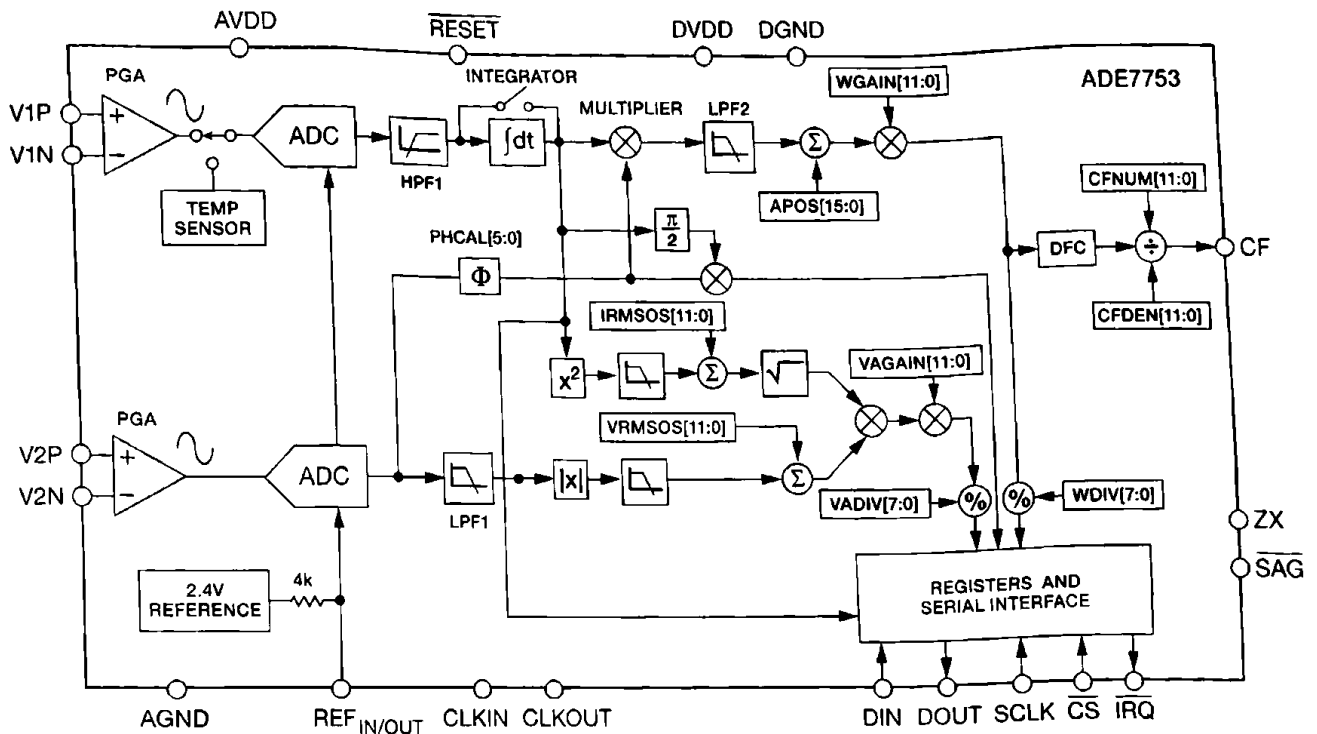 AVDD
RESET
DVDD
DGND
ADE7753
PGA
INTEGRATOR
WGAIN[11:0]
V1P
V1N
+
−
ADC
HPF1
∫dt
MULTIPLIER
LPF2
Σ
APOS[15:0]
CFNUM[11:0]
TEMP
SENSOR
PHCAL[5:0]
π
2
Φ
DFC
÷
CF
CFDEN[11:0]
IRMSOS[11:0]
VAGAIN[11:0]
x²
Σ
√
PGA
V2P
V2N
+
−
ADC
LPF1
VRMSOS[11:0]
|x|
Σ
VADIV[7:0]
%
%
WDIV[7:0]
ZX
SAG
2.4V
REFERENCE
4k
REGISTERS AND
SERIAL INTERFACE
AGND
REF IN/OUT
CLKIN
CLKOUT
DIN
DOUT
SCLK
CS
IRQ